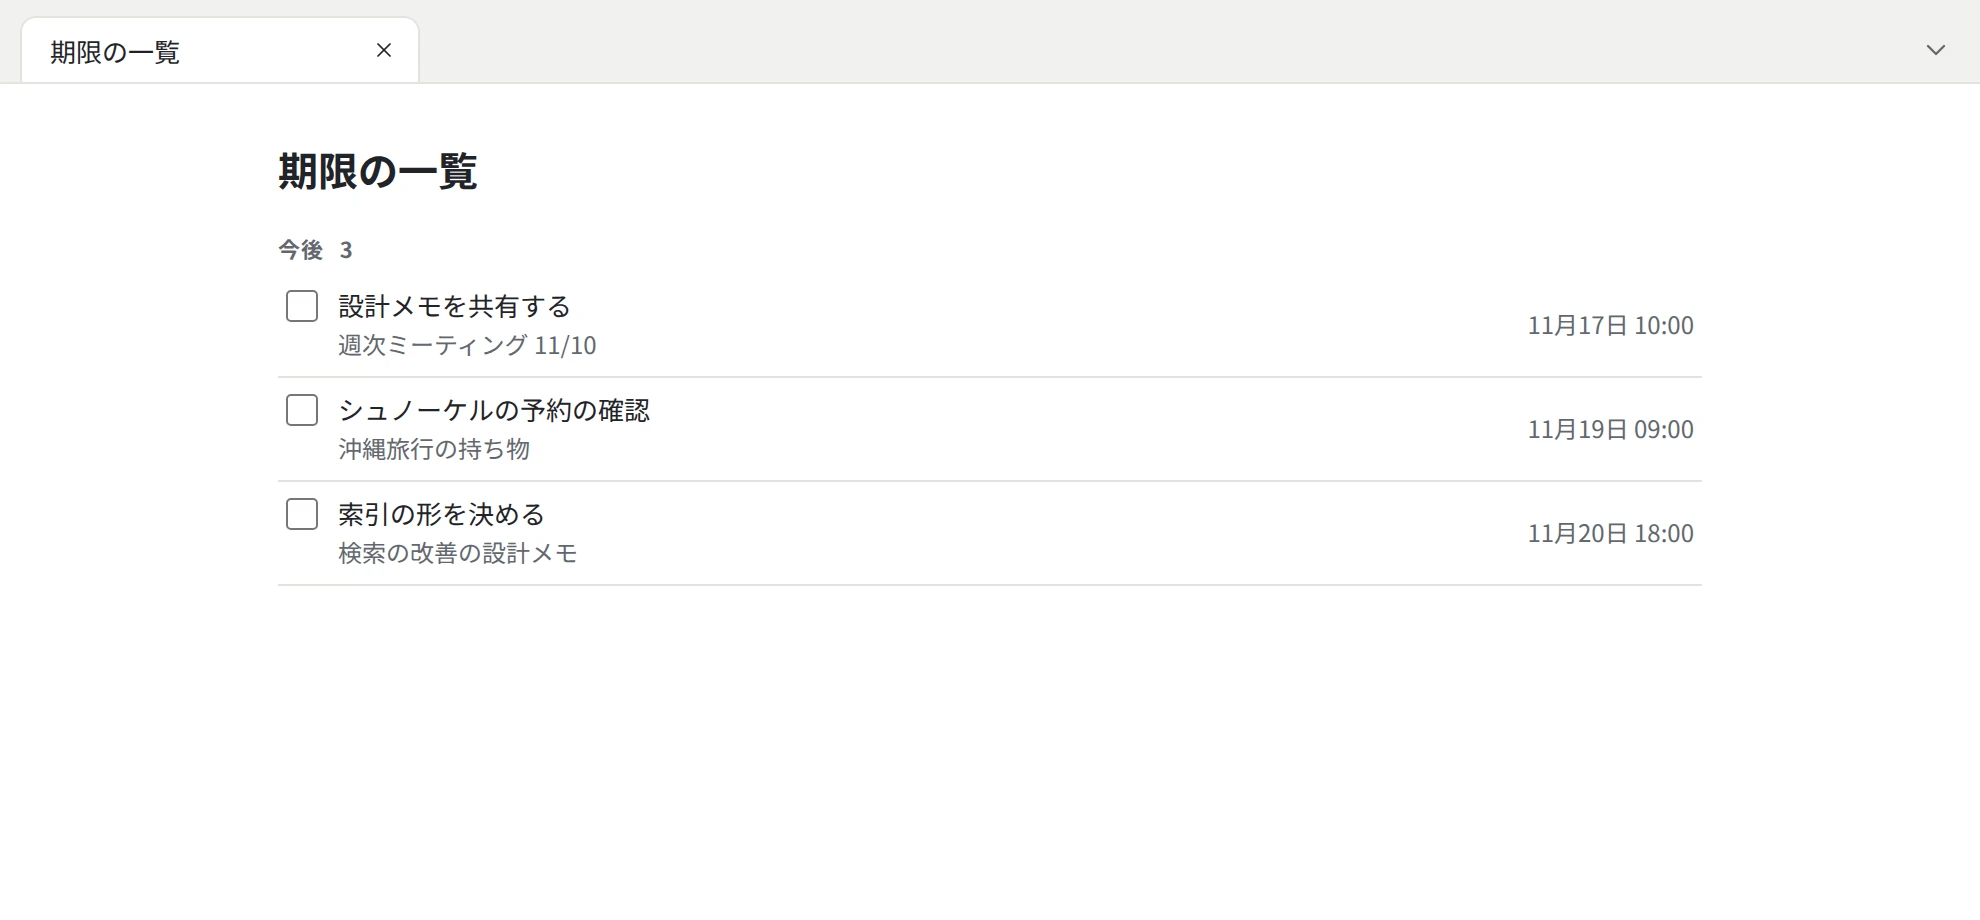 期限の一覧
期限の一覧
今後 3
設計メモを共有する
週次ミーティング 11/10
11月17日 10:00
シュノーケルの予約の確認
沖縄旅行の持ち物
11月19日 09:00
索引の形を決める
検索の改善の設計メモ
11月20日 18:00